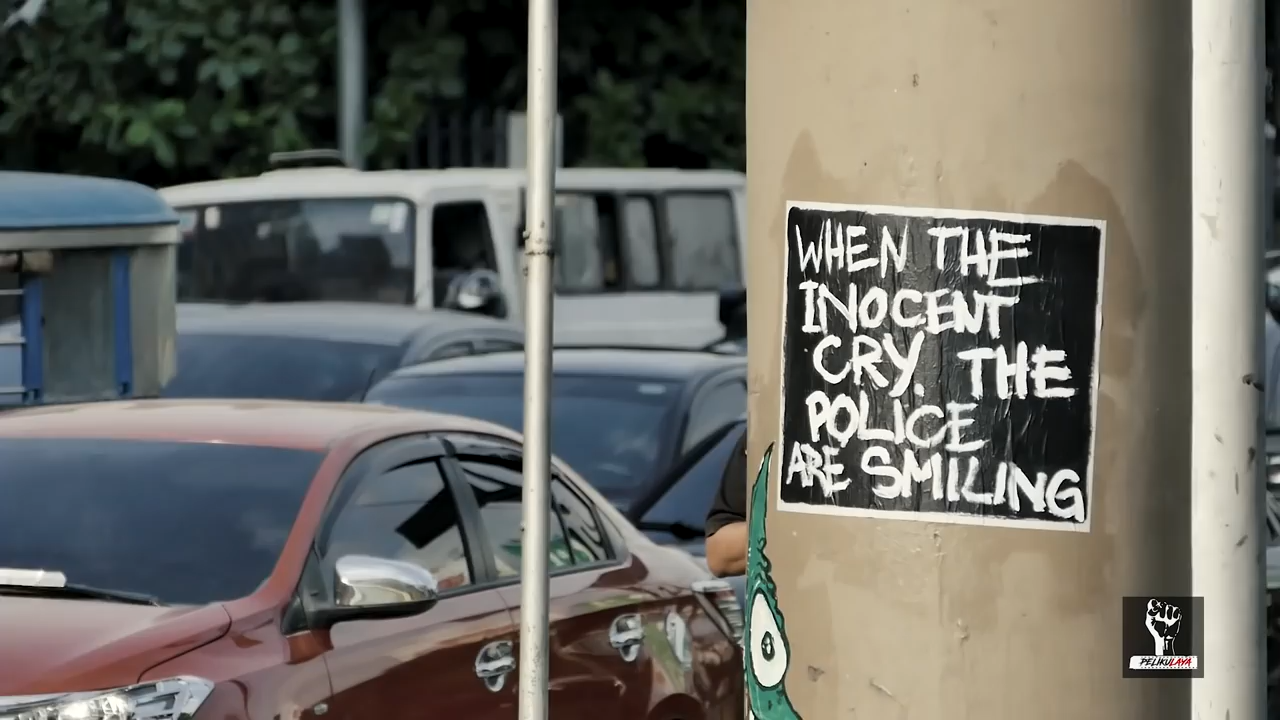 WHEN THE
INOCENT
CRY. THE
POLICE
ARE SMILING
PELIKULAYA